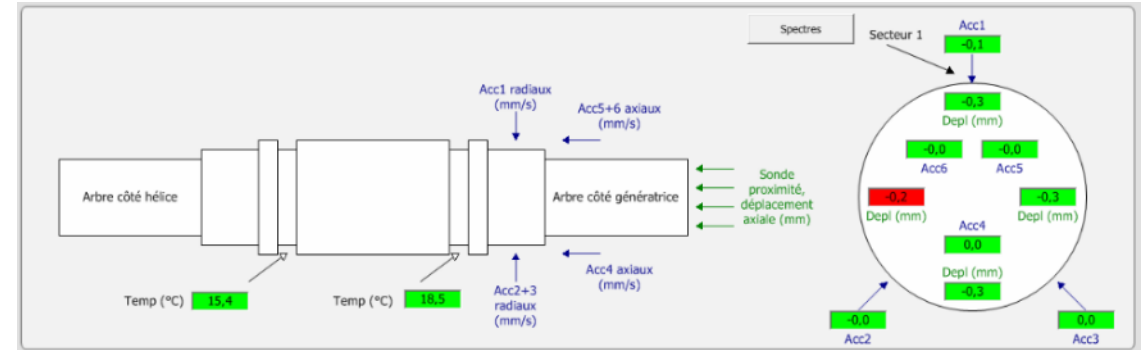 Spectres
Secteur 1
Acc1
-0,1
Acc1 radiaux
(mm/s)
Acc5+6 axiaux
(mm/s)
Arbre côté hélice
Arbre côté génératrice
Sonde
proximité,
déplacement
axiale (mm)
Temp (°C)
15,4
Temp (°C)
18,5
Acc2+3
radiaux
(mm/s)
Acc4 axiaux
(mm/s)
-0,3
Depl (mm)
-0,0
Acc6
-0,0
Acc5
-0,2
Depl (mm)
-0,3
Depl (mm)
Acc4
0,0
Depl (mm)
-0,3
-0,0
Acc2
0,0
Acc3